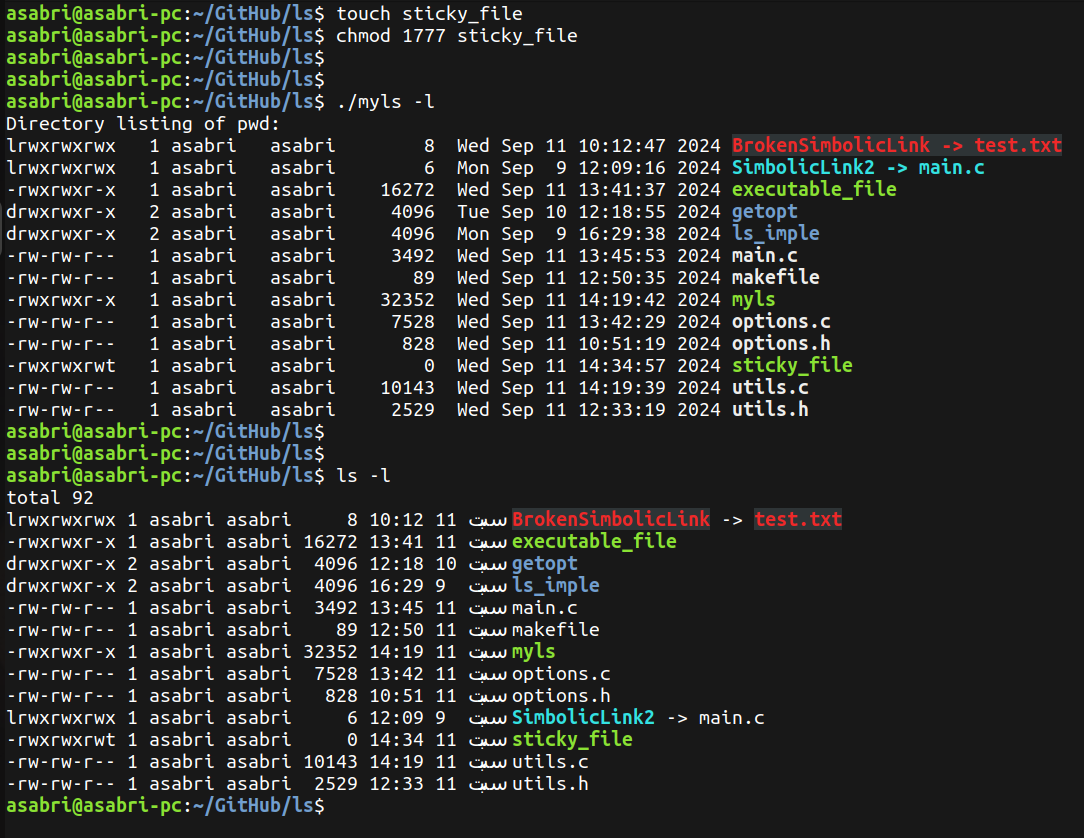 asabri@asabri-pc:~/GitHub/ls$ touch sticky_file
asabri@asabri-pc:~/GitHub/ls$ chmod 1777 sticky_file
asabri@asabri-pc:~/GitHub/ls$
asabri@asabri-pc:~/GitHub/ls$
asabri@asabri-pc:~/GitHub/ls$ ./myls -l
Directory listing of pwd:
lrwxrwxrwx   1 asabri   asabri        8  Wed Sep 11 10:12:47 2024 BrokenSimbolicLink -> test.txt
lrwxrwxrwx   1 asabri   asabri        6  Mon Sep  9 12:09:16 2024 SimbolicLink2 -> main.c
-rwxrwxr-x   1 asabri   asabri    16272  Wed Sep 11 13:41:37 2024 executable_file
drwxrwxr-x   2 asabri   asabri     4096  Tue Sep 10 12:18:55 2024 getopt
drwxrwxr-x   2 asabri   asabri     4096  Mon Sep  9 16:29:38 2024 ls_imple
-rw-rw-r--   1 asabri   asabri     3492  Wed Sep 11 13:45:53 2024 main.c
-rw-rw-r--   1 asabri   asabri       89  Wed Sep 11 12:50:35 2024 makefile
-rwxrwxr-x   1 asabri   asabri    32352  Wed Sep 11 14:19:42 2024 myls
-rw-rw-r--   1 asabri   asabri     7528  Wed Sep 11 13:42:29 2024 options.c
-rw-rw-r--   1 asabri   asabri      828  Wed Sep 11 10:51:19 2024 options.h
-rwxrwxrwt   1 asabri   asabri        0  Wed Sep 11 14:34:57 2024 sticky_file
-rw-rw-r--   1 asabri   asabri    10143  Wed Sep 11 14:19:39 2024 utils.c
-rw-rw-r--   1 asabri   asabri     2529  Wed Sep 11 12:33:19 2024 utils.h
asabri@asabri-pc:~/GitHub/ls$
asabri@asabri-pc:~/GitHub/ls$
asabri@asabri-pc:~/GitHub/ls$ ls -l
total 92
lrwxrwxrwx 1 asabri asabri     8 10:12 11 سبت BrokenSimbolicLink -> test.txt
-rwxrwxr-x 1 asabri asabri 16272 13:41 11 سبت executable_file
drwxrwxr-x 2 asabri asabri  4096 12:18 10 سبت getopt
drwxrwxr-x 2 asabri asabri  4096 16:29 9  سبت ls_imple
-rw-rw-r-- 1 asabri asabri  3492 13:45 11 سبت main.c
-rw-rw-r-- 1 asabri asabri    89 12:50 11 سبت makefile
-rwxrwxr-x 1 asabri asabri 32352 14:19 11 سبت myls
-rw-rw-r-- 1 asabri asabri  7528 13:42 11 سبت options.c
-rw-rw-r-- 1 asabri asabri   828 10:51 11 سبت options.h
lrwxrwxrwx 1 asabri asabri     6 12:09 9  سبت SimbolicLink2 -> main.c
-rwxrwxrwt 1 asabri asabri     0 14:34 11 سبت sticky_file
-rw-rw-r-- 1 asabri asabri 10143 14:19 11 سبت utils.c
-rw-rw-r-- 1 asabri asabri  2529 12:33 11 سبت utils.h
asabri@asabri-pc:~/GitHub/ls$